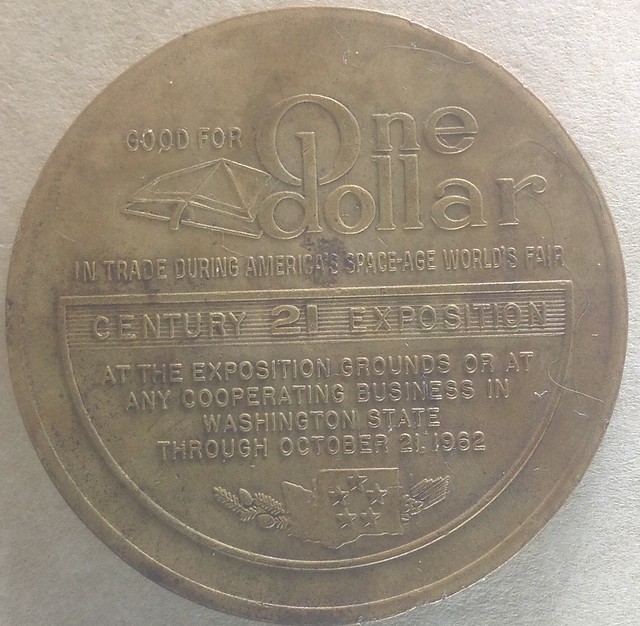 GOOD FOR One
dollar
IN TRADE DURING AMERICA'S SPACE-AGE WORLD'S FAIR
CENTURY 21 EXPOSITION
AT THE EXPOSITION GROUNDS OR AT
ANY COOPERATING BUSINESS IN
WASHINGTON STATE
THROUGH OCTOBER 21, 1962